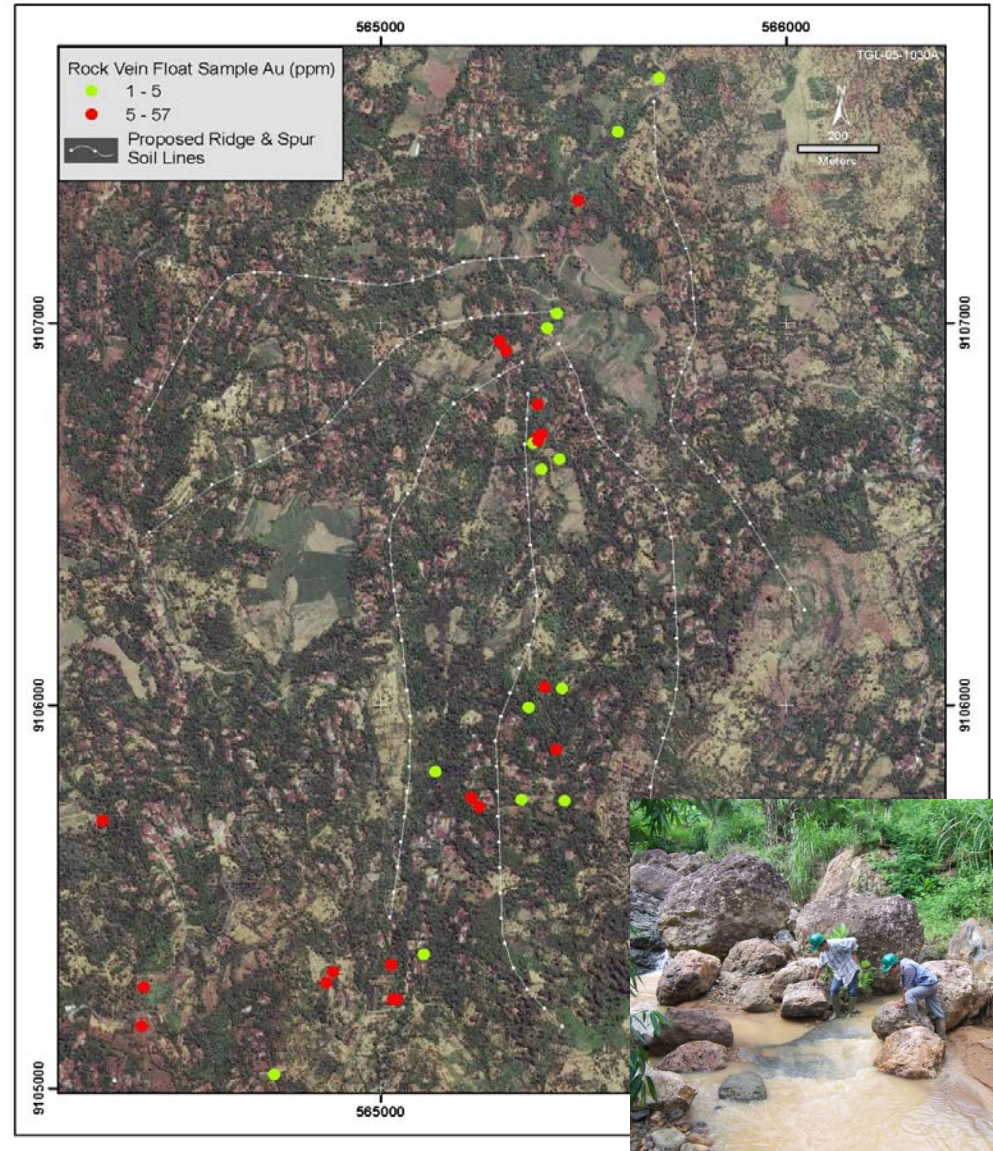 565000
566000
TGL-05-1030A
Rock Vein Float Sample Au (ppm)
1 - 5
5 - 57
Proposed Ridge & Spur
Soil Lines
N
200
Meters
9107000
9107000
9106000
9106000
9105000
565000